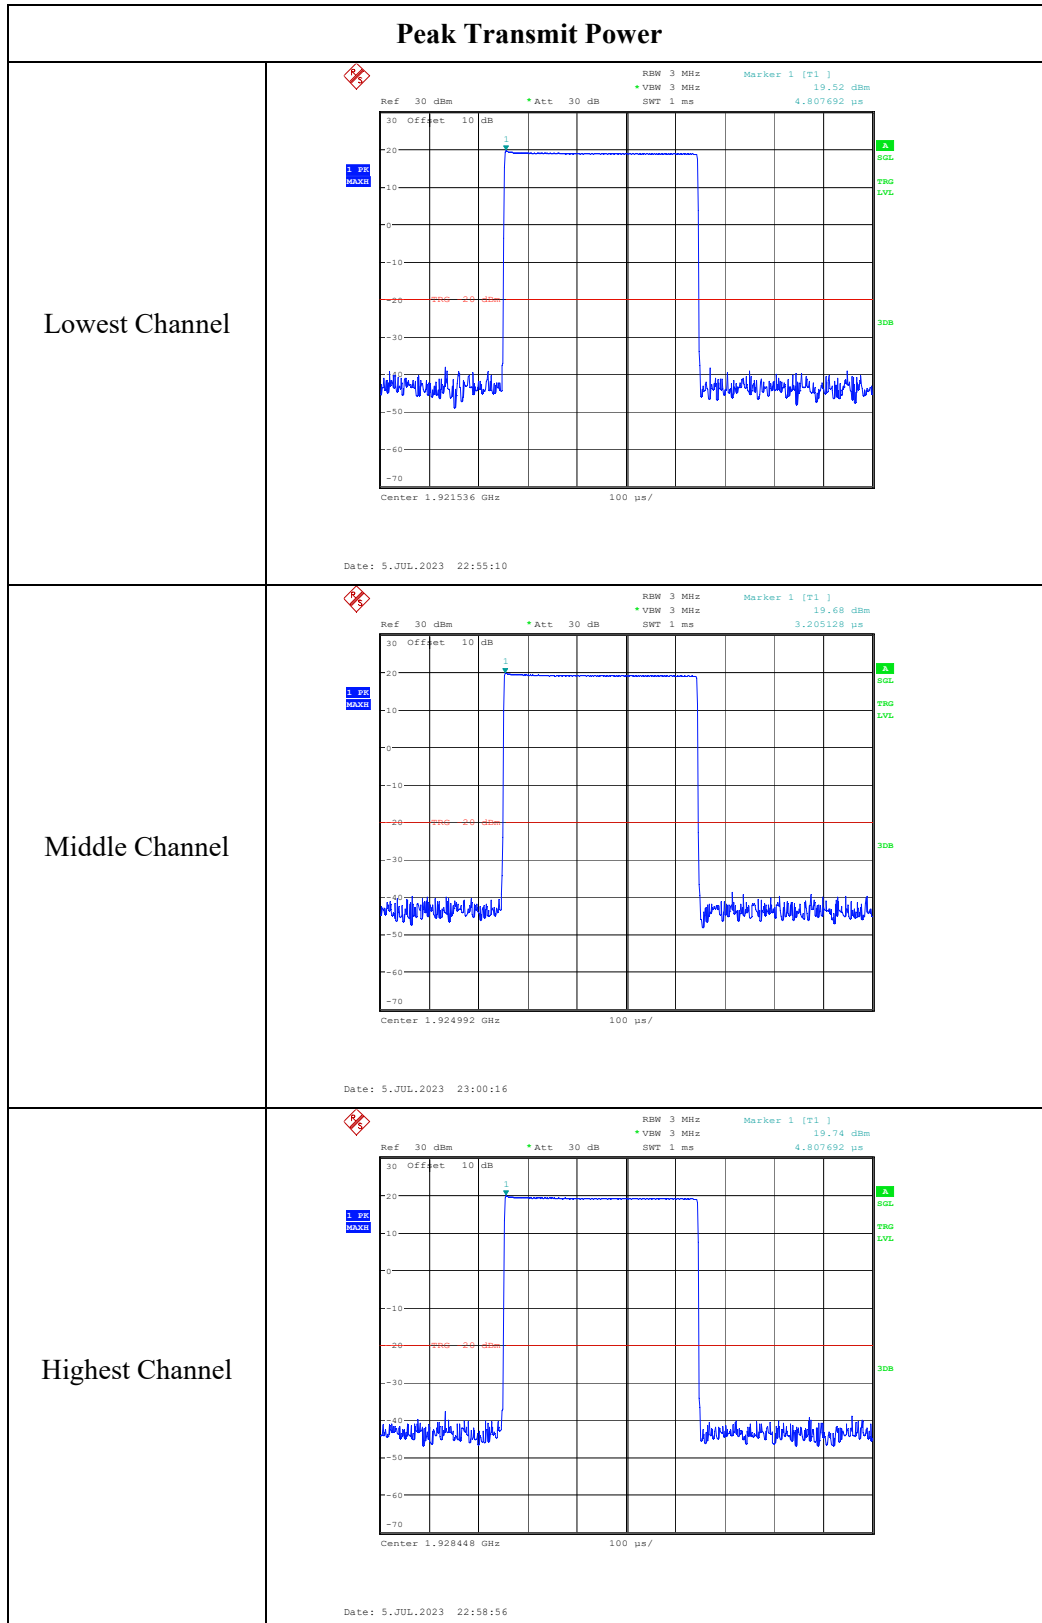 Peak Transmit Power
Lowest Channel
R S
RBW 3 MHz Marker 1 [T1 ]
*VBW 3 MHz 19.52 dBm
Ref 30 dBm *Att 30 dB SWT 1 ms 4.807692 µs
30 Offset 10 dB
1
20
A
SGL
1 PK
MAXH
TRG
LVL
10
0
-10
-20 TRG -20 dBm
3DB
-30
-40
-50
-60
-70
Center 1.921536 GHz 100 µs/
Date: 5.JUL.2023 22:55:10
Middle Channel
R S
RBW 3 MHz Marker 1 [T1 ]
*VBW 3 MHz 19.68 dBm
Ref 30 dBm *Att 30 dB SWT 1 ms 3.205128 µs
30 Offset 10 dB
1
20
A
SGL
1 PK
MAXH
TRG
LVL
10
0
-10
-20 TRG -20 dBm
3DB
-30
-40
-50
-60
-70
Center 1.924992 GHz 100 µs/
Date: 5.JUL.2023 23:00:16
Highest Channel
R S
RBW 3 MHz Marker 1 [T1 ]
*VBW 3 MHz 19.74 dBm
Ref 30 dBm *Att 30 dB SWT 1 ms 4.807692 µs
30 Offset 10 dB
1
20
A
SGL
1 PK
MAXH
TRG
LVL
10
0
-10
-20 TRG -20 dBm
3DB
-30
-40
-50
-60
-70
Center 1.928448 GHz 100 µs/
Date: 5.JUL.2023 22:58:56